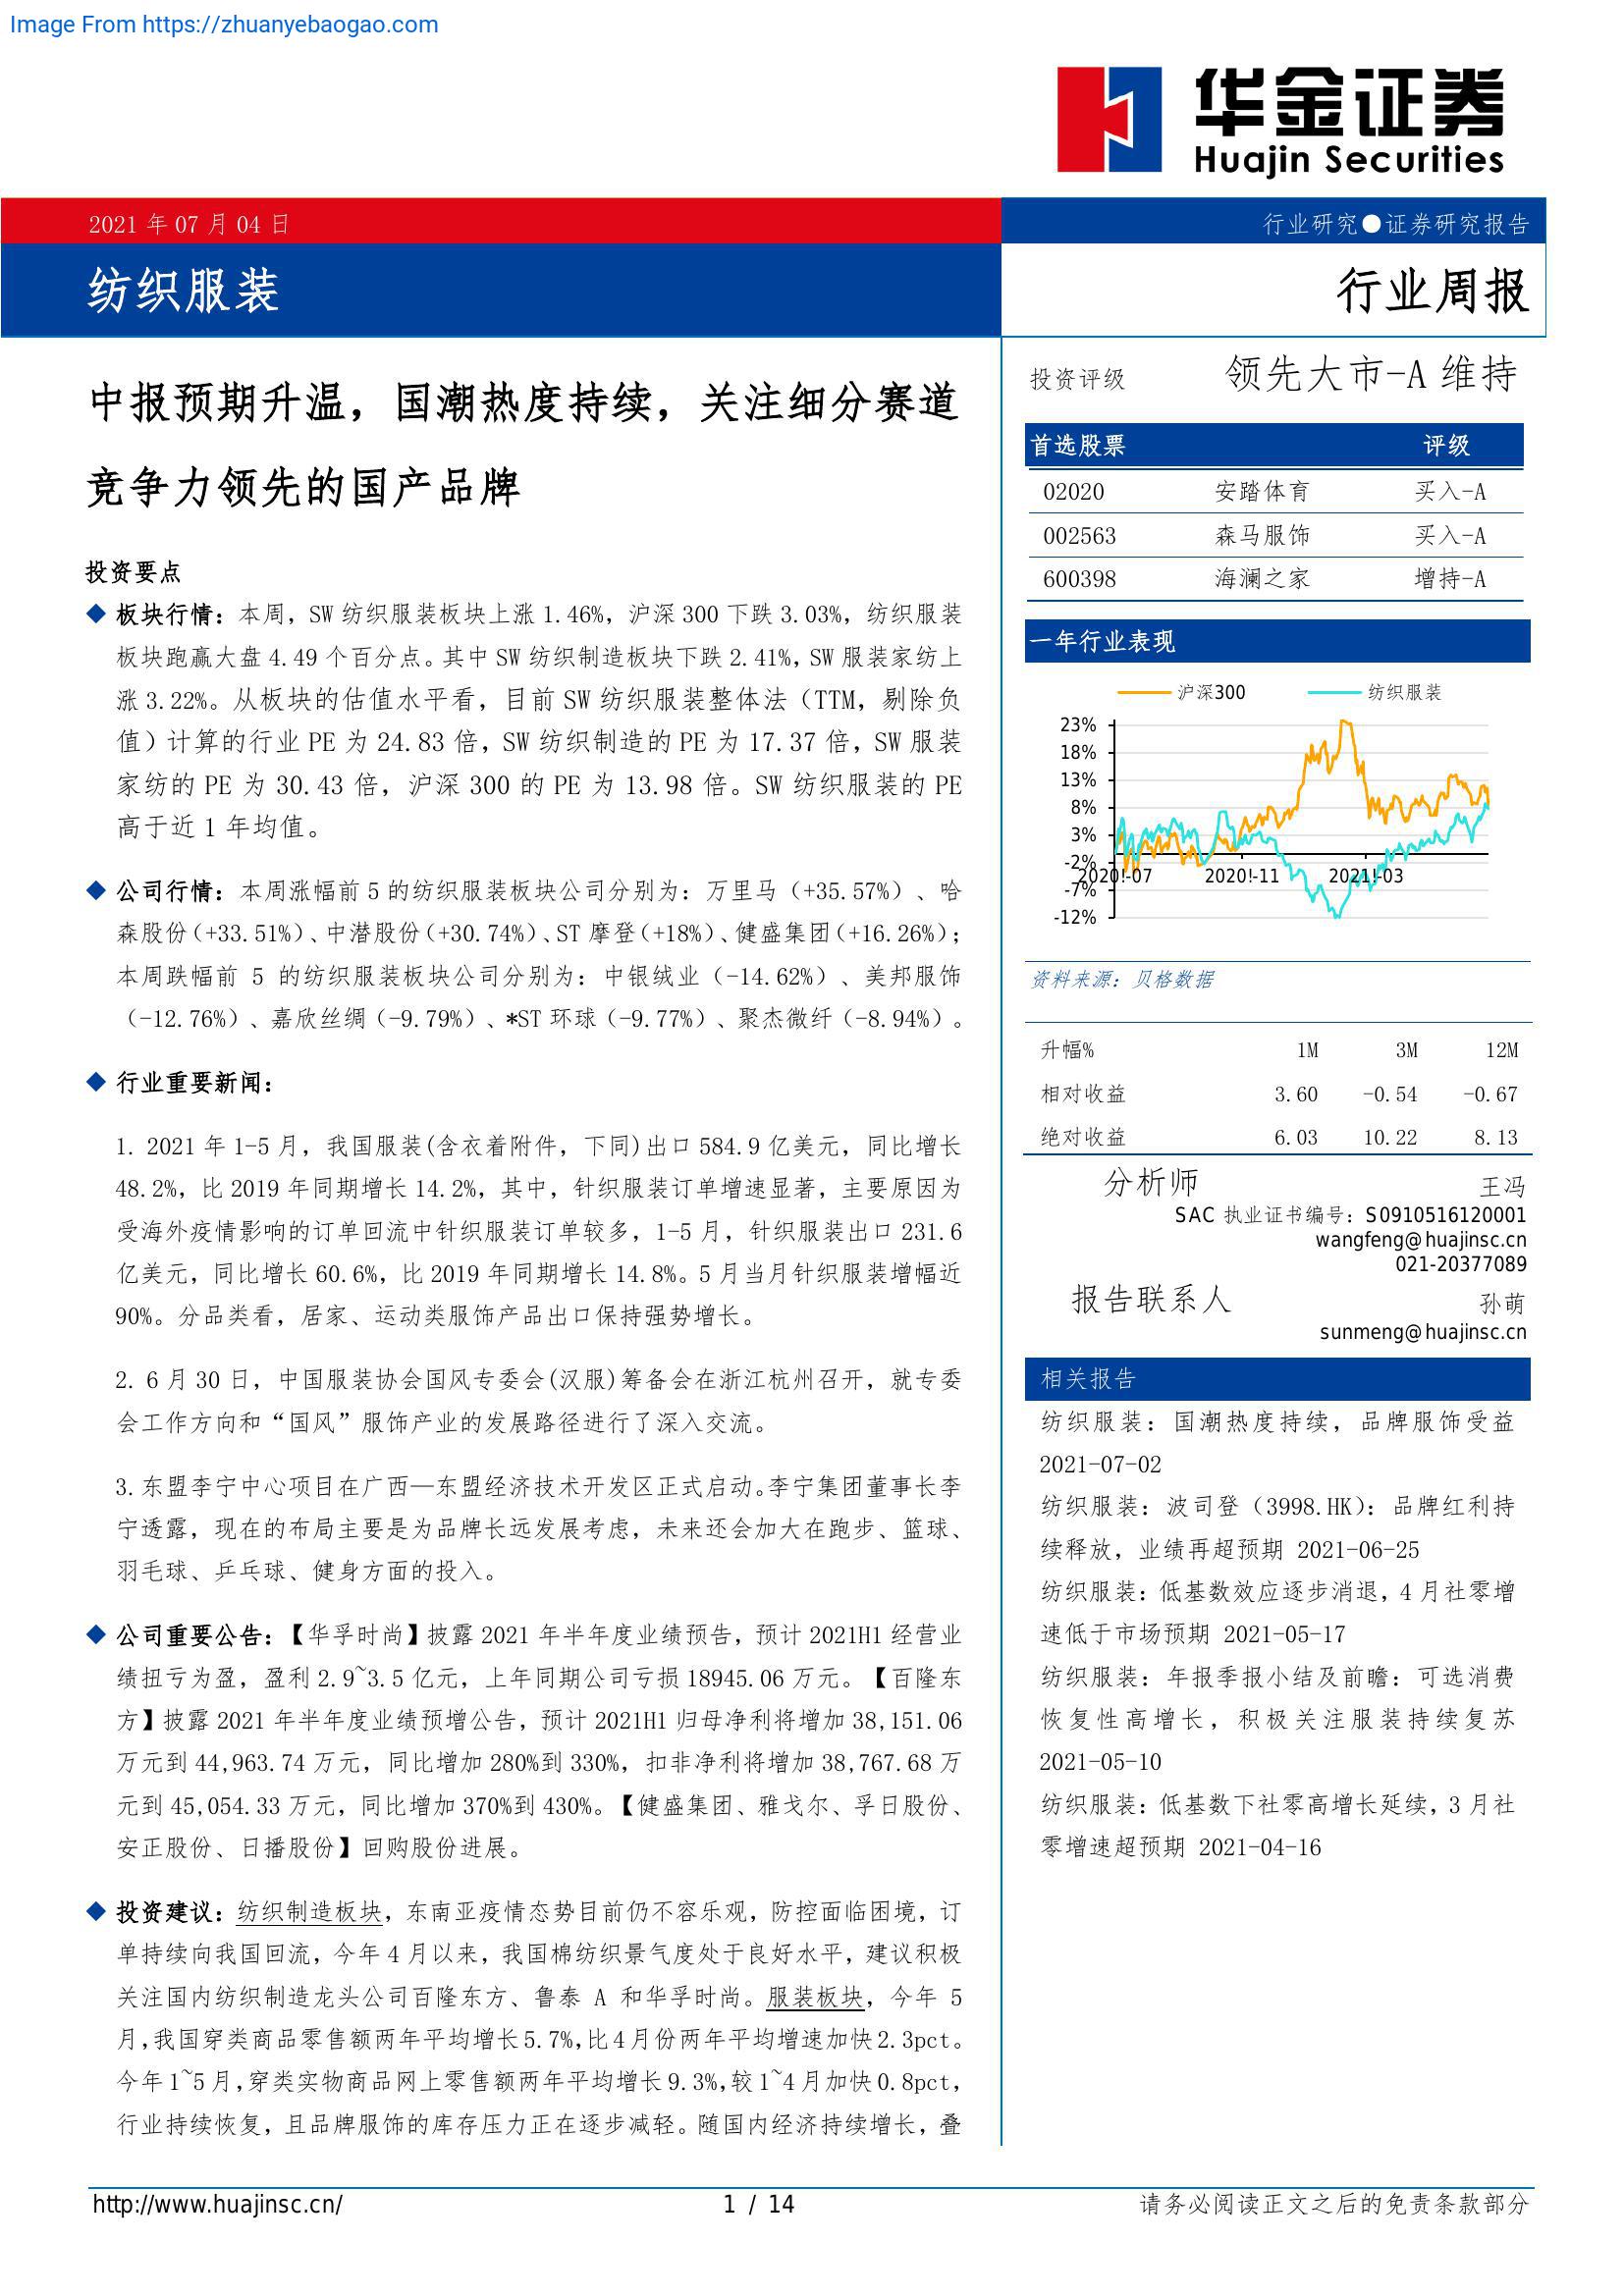 Image From https://zhuanyebaogao.com
华金证券
Huajin Securities
2021 年 07 月 04 日
行业研究●证券研究报告
纺织服装
行业周报
中报预期升温，国潮热度持续，关注细分赛道
竞争力领先的国产品牌
投资要点
◆ 板块行情：本周，SW 纺织服装板块上涨 1.46%，沪深 300 下跌 3.03%，纺织服装
板块跑赢大盘 4.49 个百分点。其中 SW 纺织制造板块下跌 2.41%，SW 服装家纺上
涨 3.22%。从板块的估值水平看，目前 SW 纺织服装整体法（TTM，剔除负
值）计算的行业 PE 为 24.83 倍，SW 纺织制造的 PE 为 17.37 倍，SW 服装
家纺的 PE 为 30.43 倍，沪深 300 的 PE 为 13.98 倍。SW 纺织服装的 PE
高于近 1 年均值。
◆ 公司行情：本周涨幅前 5 的纺织服装板块公司分别为：万里马（+35.57%）、哈
森股份（+33.51%）、中潜股份（+30.74%）、ST 摩登（+18%）、健盛集团（+16.26%）；
本周跌幅前 5 的纺织服装板块公司分别为：中银绒业（-14.62%）、美邦服饰
（-12.76%）、嘉欣丝绸（-9.79%）、*ST 环球（-9.77%）、聚杰微纤（-8.94%）。
◆ 行业重要新闻：
1. 2021 年 1-5 月，我国服装(含衣着附件，下同)出口 584.9 亿美元，同比增长
48.2%，比 2019 年同期增长 14.2%，其中，针织服装订单增速显著，主要原因为
受海外疫情影响的订单回流中针织服装订单较多，1-5 月，针织服装出口 231.6
亿美元，同比增长 60.6%，比 2019 年同期增长 14.8%。5 月当月针织服装增幅近
90%。分品类看，居家、运动类服饰产品出口保持强势增长。
2. 6 月 30 日，中国服装协会国风专委会(汉服)筹备会在浙江杭州召开，就专委
会工作方向和“国风”服饰产业的发展路径进行了深入交流。
3. 东盟李宁中心项目在广西—东盟经济技术开发区正式启动。李宁集团董事长李
宁透露，现在的布局主要是为品牌长远发展考虑，未来还会加大在跑步、篮球、
羽毛球、乒乓球、健身方面的投入。
◆ 公司重要公告：【华孚时尚】披露 2021 年半年度业绩预告，预计 2021H1 经营业
绩扭亏为盈，盈利 2.9~3.5 亿元，上年同期公司亏损 18945.06 万元。【百隆东
方】披露 2021 年半年度业绩预增公告，预计 2021H1 归母净利将增加 38,151.06
万元到 44,963.74 万元，同比增加 280%到 330%，扣非净利将增加 38,767.68 万
元到 45,054.33 万元，同比增加 370%到 430%。【健盛集团、雅戈尔、孚日股份、
安正股份、日播股份】回购股份进展。
◆ 投资建议：纺织制造板块，东南亚疫情态势目前仍不容乐观，防控面临困境，订
单持续向我国回流，今年 4 月以来，我国棉纺织景气度处于良好水平，建议积极
关注国内纺织制造龙头公司百隆东方、鲁泰 A 和华孚时尚。服装板块，今年 5
月，我国穿类商品零售额两年平均增长 5.7%，比 4 月份两年平均增速加快 2.3pct。
今年 1~5 月，穿类实物商品网上零售额两年平均增长 9.3%，较 1~4 月加快 0.8pct，
行业持续恢复，且品牌服饰的库存压力正在逐步减轻。随国内经济持续增长，叠
投资评级 领先大市-A 维持
首选股票 评级
02020 安踏体育 买入-A
002563 森马服饰 买入-A
600398 海澜之家 增持-A
一年行业表现
沪深300 纺织服装
23%
18%
13%
8%
3%
-2%
2020!-07 2020!-11 2021!-03
-7%
-12%
资料来源：贝格数据
升幅% 1M 3M 12M
相对收益 3.60 -0.54 -0.67
绝对收益 6.03 10.22 8.13
分析师 王冯
SAC 执业证书编号：S0910516120001
wangfeng@huajinsc.cn
021-20377089
报告联系人 孙萌
sunmeng@huajinsc.cn
相关报告
纺织服装：国潮热度持续，品牌服饰受益
2021-07-02
纺织服装：波司登（3998.HK）：品牌红利持
续释放，业绩再超预期 2021-06-25
纺织服装：低基数效应逐步消退，4 月社零增
速低于市场预期 2021-05-17
纺织服装：年报季报小结及前瞻：可选消费
恢复性高增长，积极关注服装持续复苏
2021-05-10
纺织服装：低基数下社零高增长延续，3 月社
零增速超预期 2021-04-16
http://www.huajinsc.cn/ 1 / 14 请务必阅读正文之后的免责条款部分